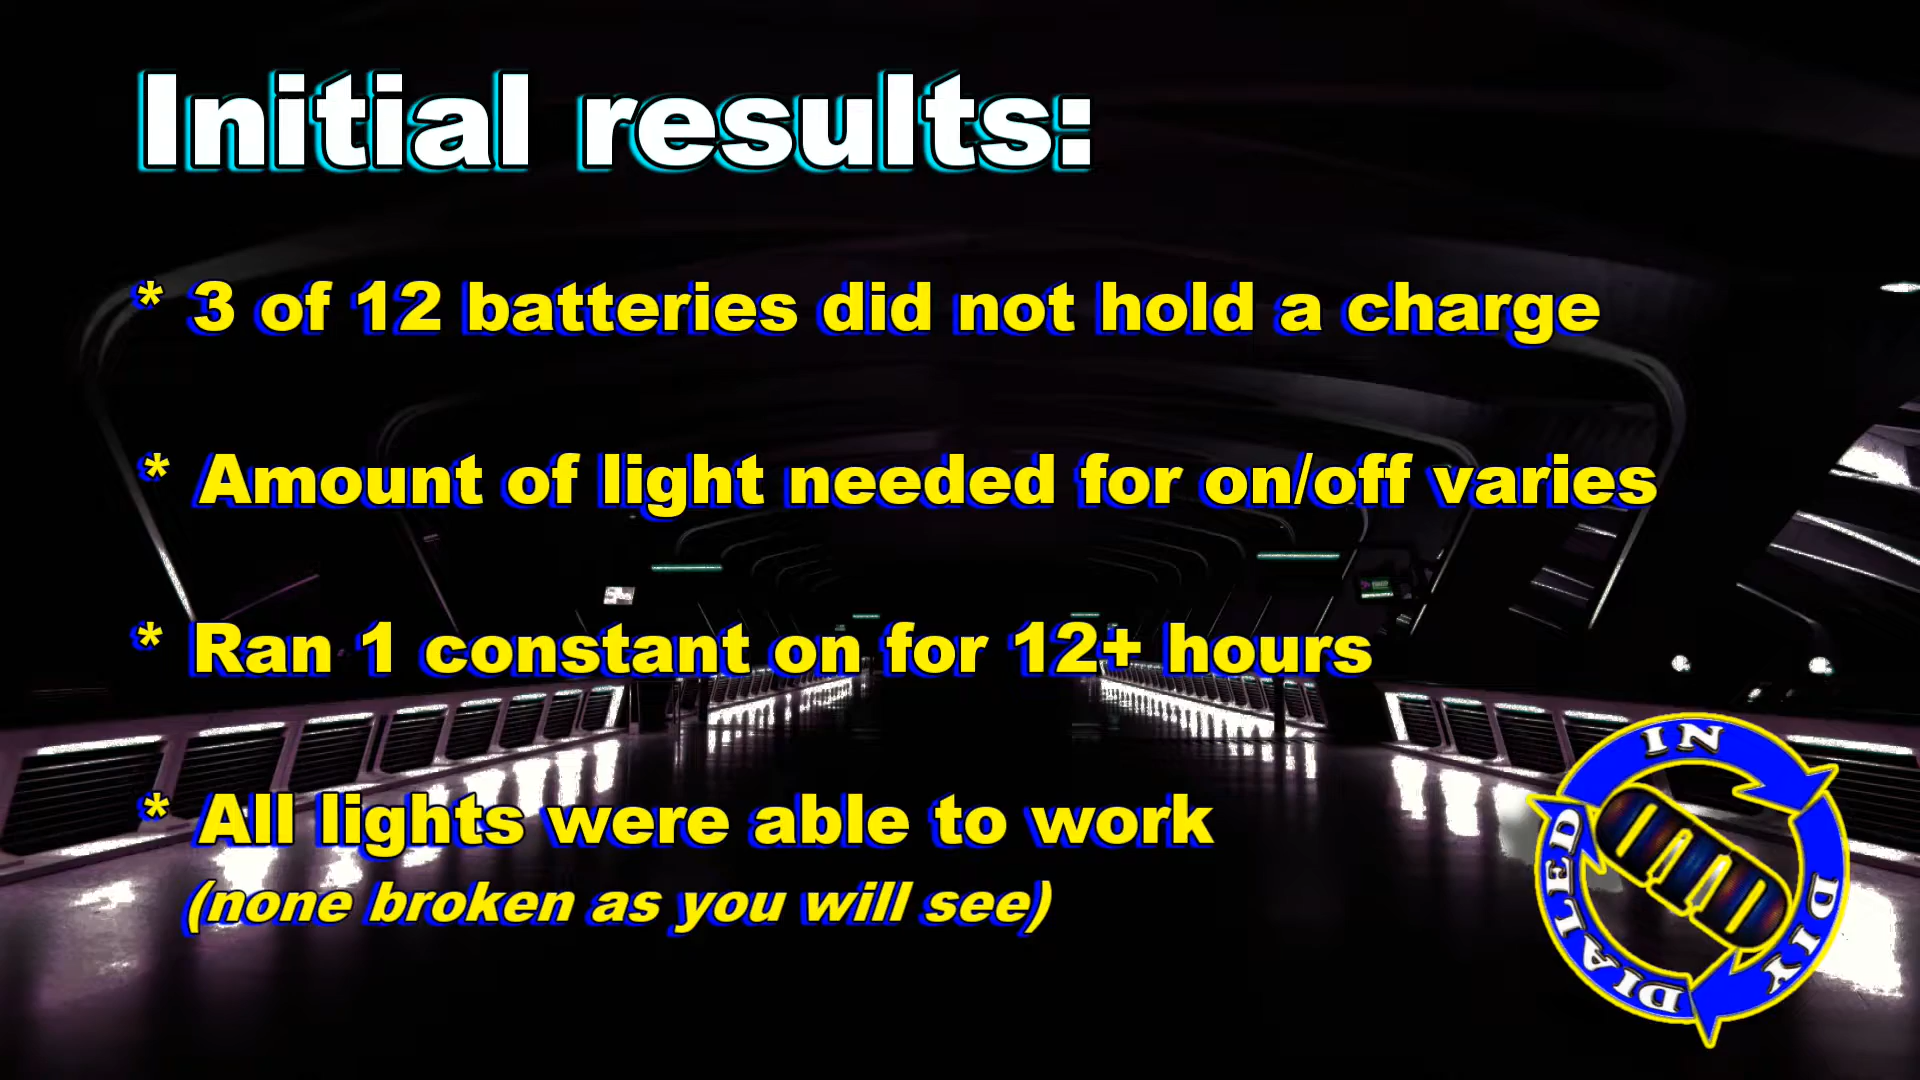 Initial results:
* 3 of 12 batteries did not hold a charge
* Amount of light needed for on/off varies
* Ran 1 constant on for 12+ hours
* All lights were able to work
(none broken as you will see)
DIALED IN DIY